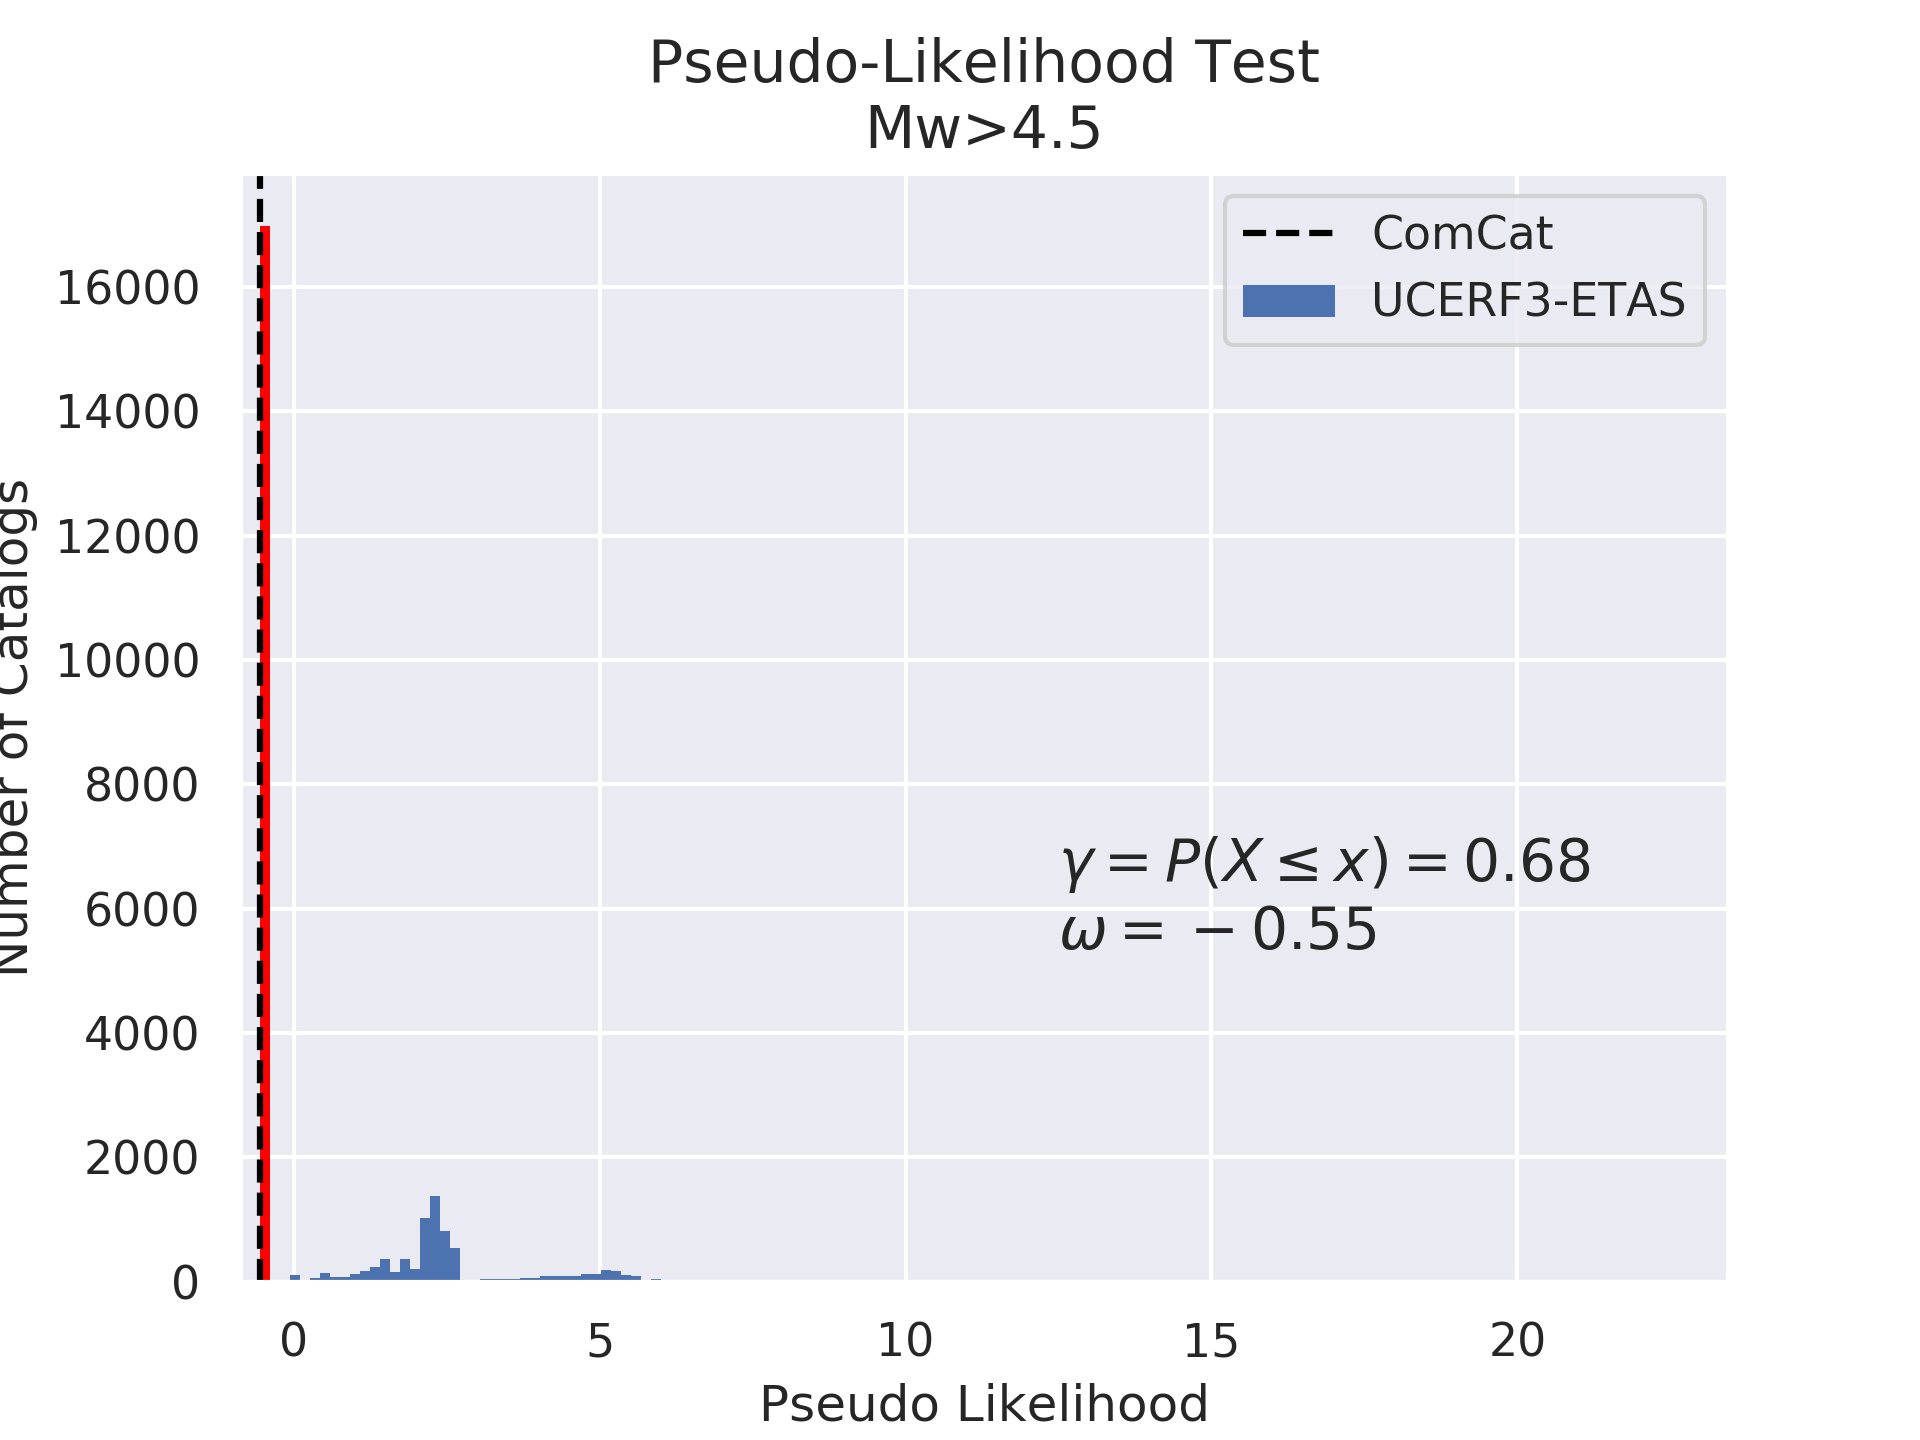 Pseudo-Likelihood Test
Mw>4.5
ComCat
UCERF3-ETAS
16000
14000
12000
10000
8000
6000
4000
2000
0
Number of Catalogs
γ = P(X ≤ x) = 0.68
ω = − 0.55
0 5 10 15 20
Pseudo Likelihood